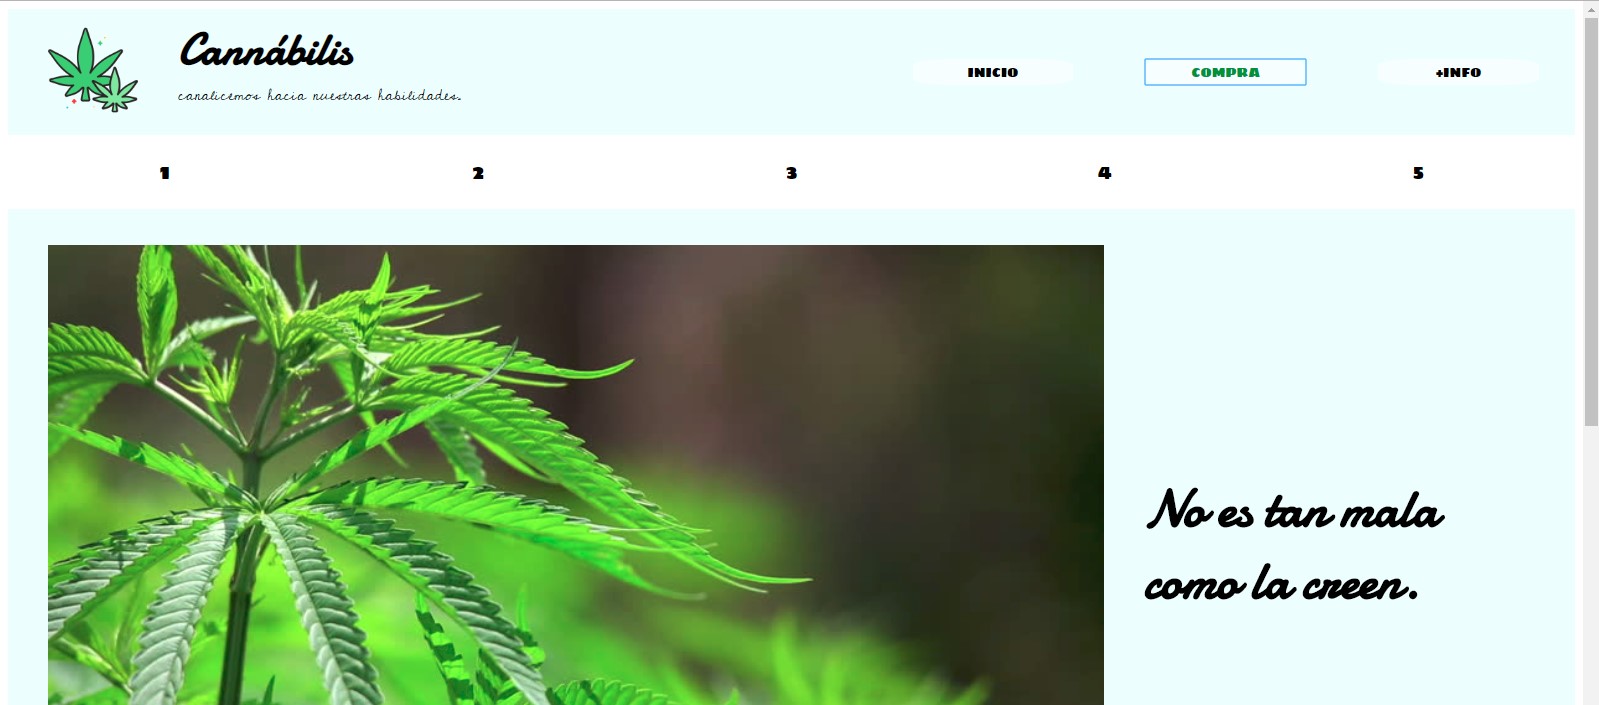 Cannábilis
canalicemos hacia nuestras habilidades.
INICIO
COMPRA
+INFO
1
2
3
4
5
No es tan mala
como la creen.